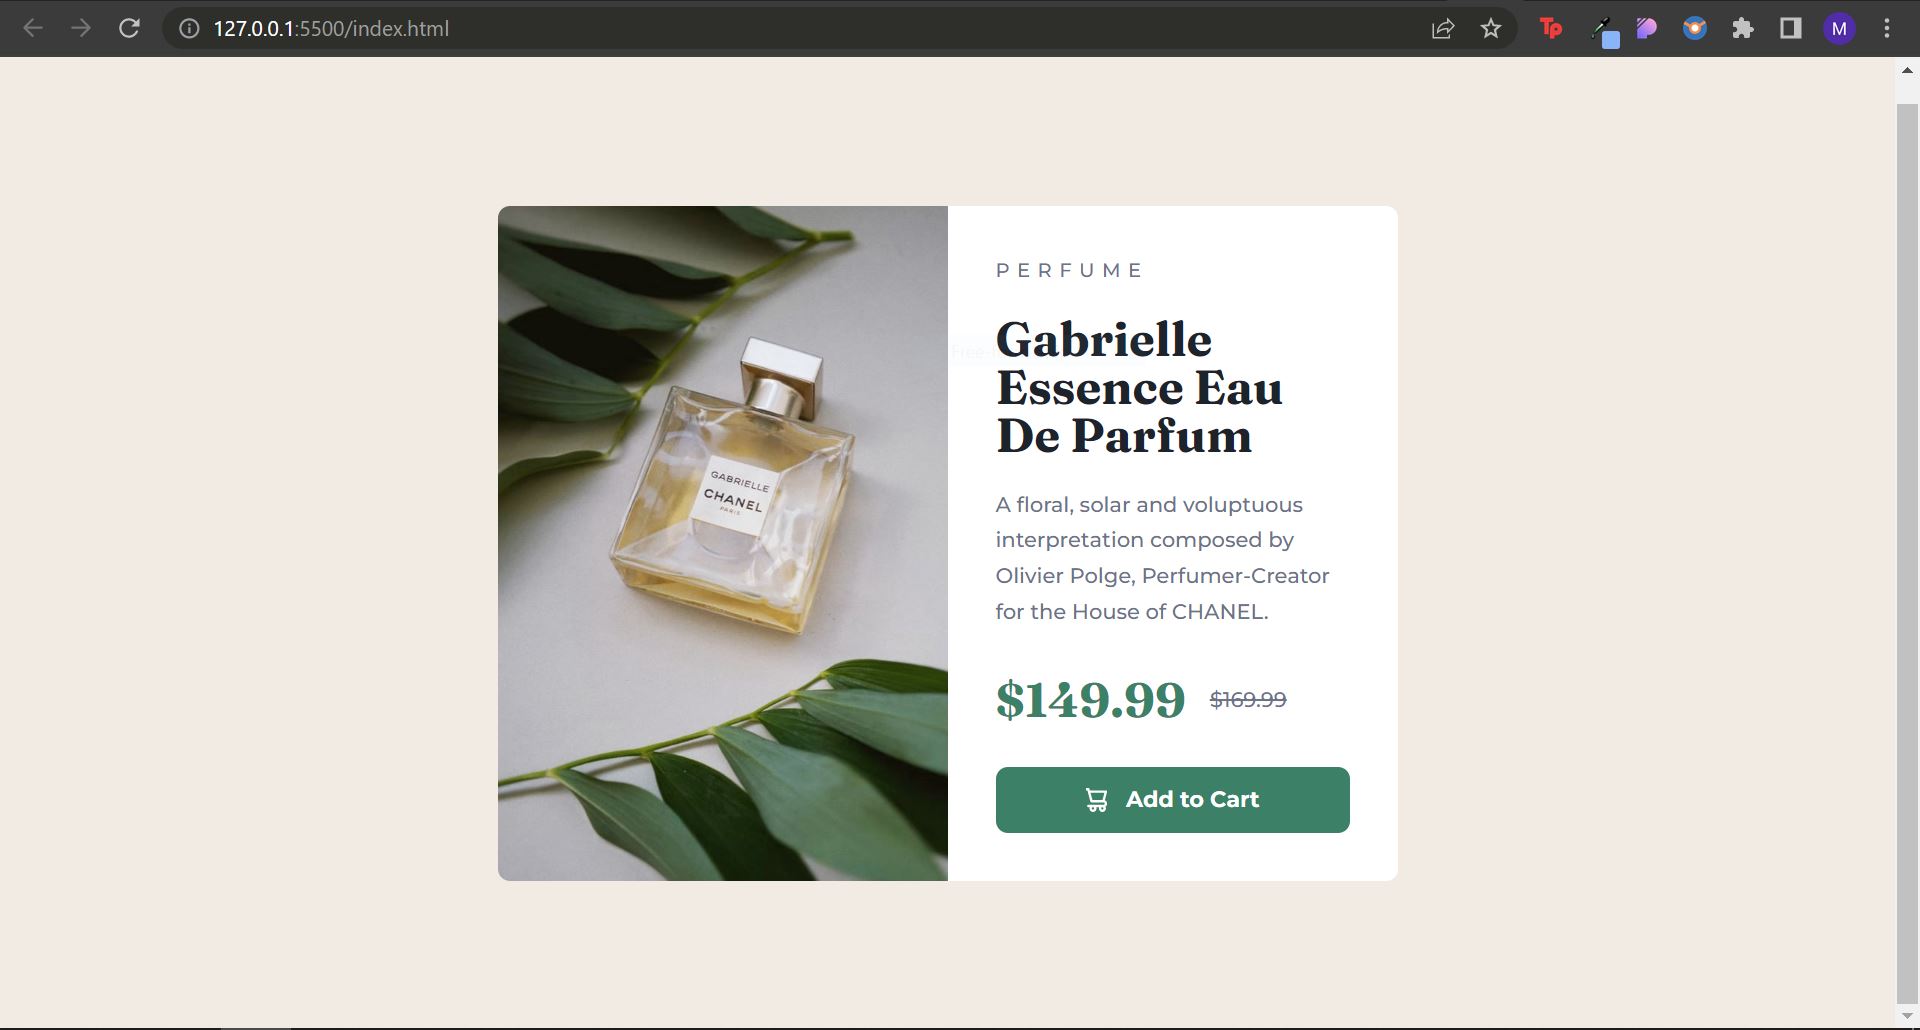 127.0.0.1:5500/index.html
Tp
M
PERFUME
Gabrielle
Essence Eau
De Parfum
A floral, solar and voluptuous
interpretation composed by
Olivier Polge, Perfumer-Creator
for the House of CHANEL.
$149.99 $169.99
Add to Cart
GABRIELLE
CHANEL
PARIS